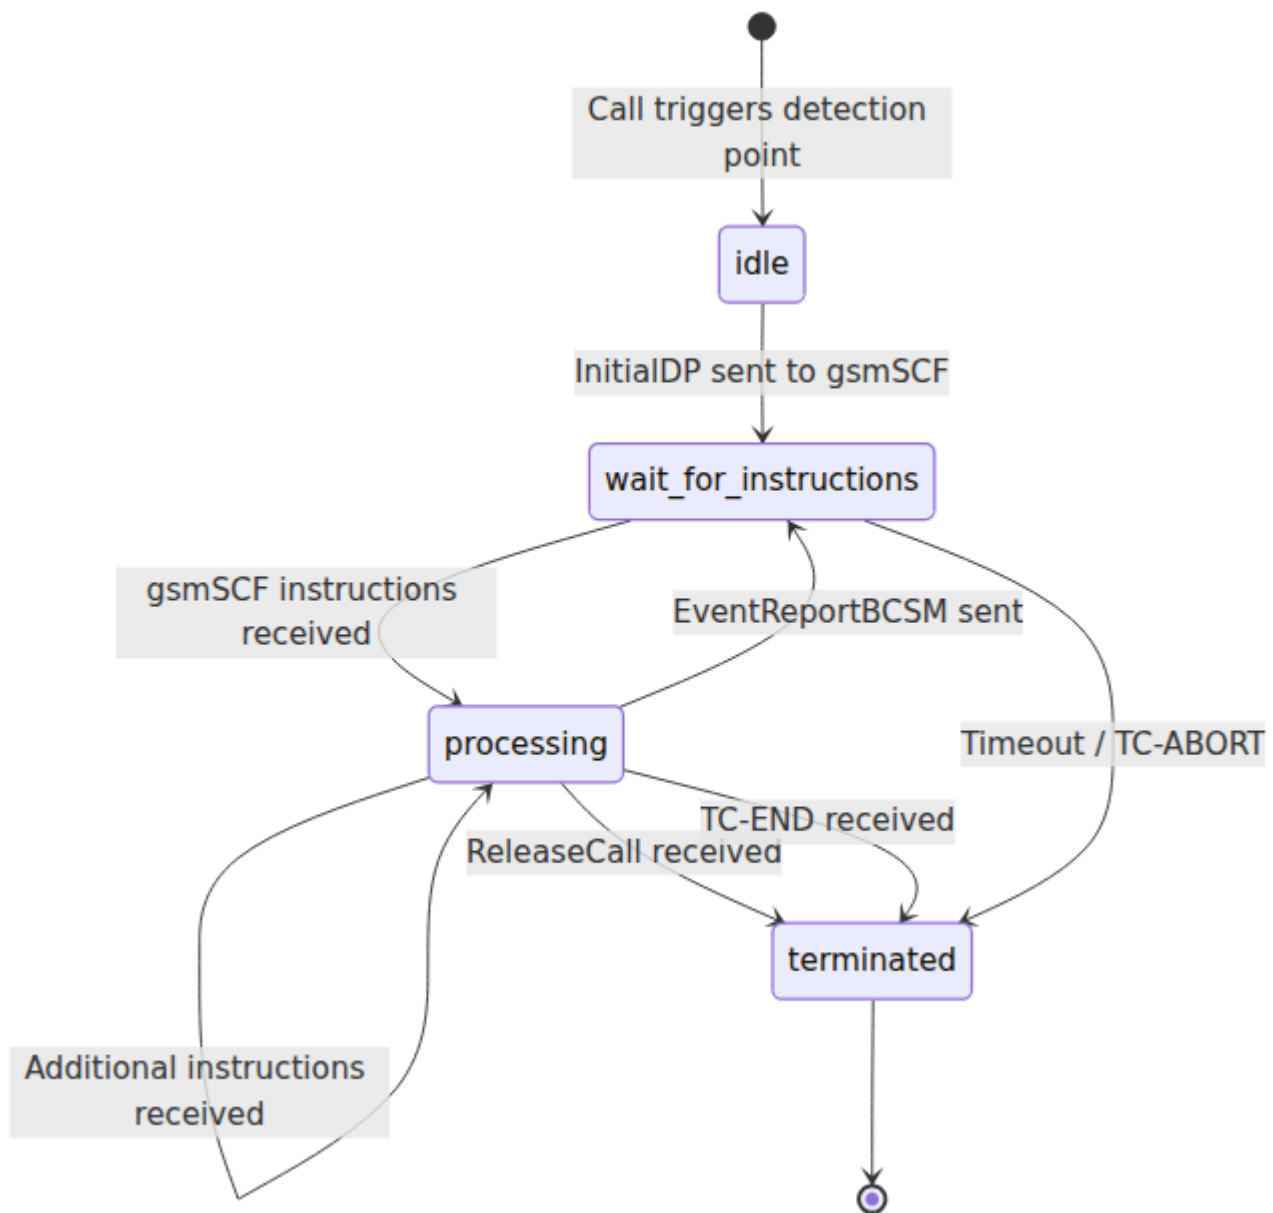 Call triggers detection
point
idle
InitialDP sent to gsmSCF
wait_for_instructions
gsmSCF instructions
received
EventReportBCSM sent
processing
Timeout / TC-ABORT
TC-END received
ReleaseCall received
terminated
Additional instructions
received